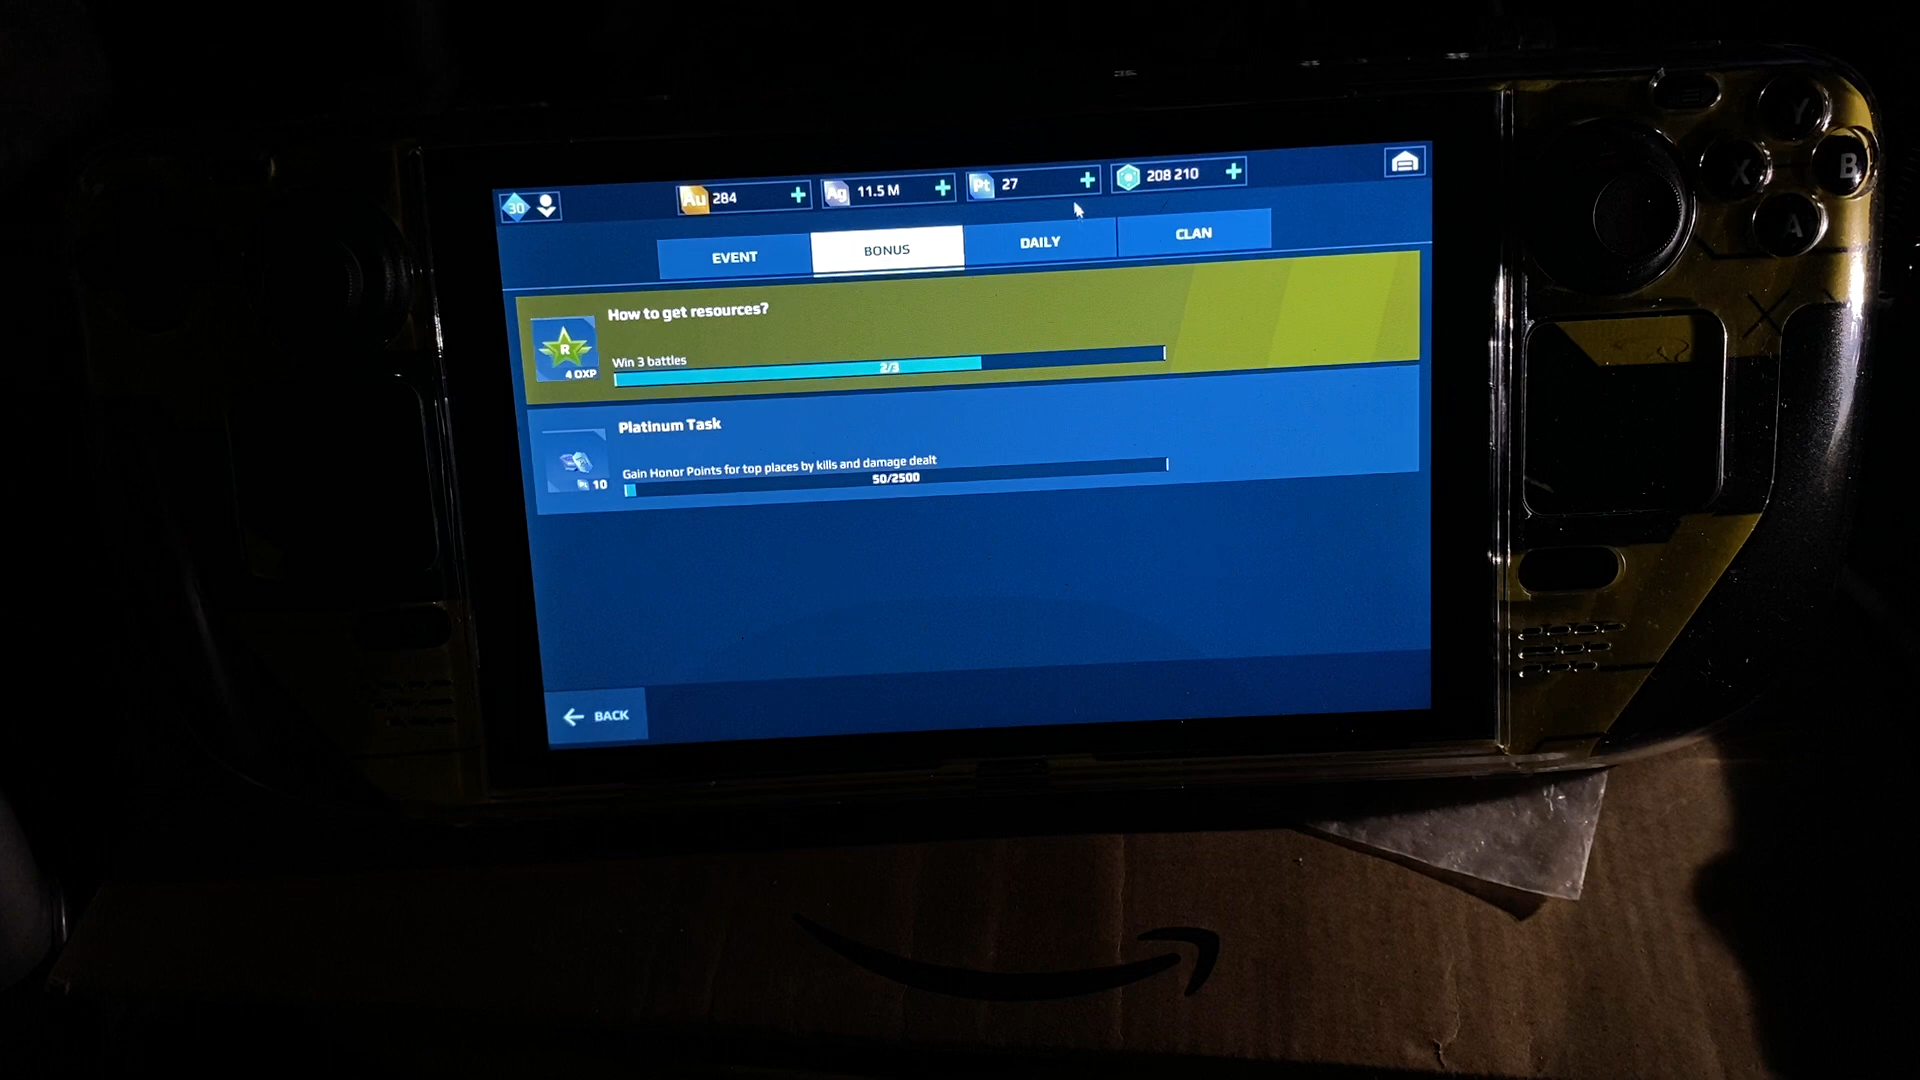 30
Au 284
Ag 11.5 M
Pt 27
208 210
EVENT
BONUS
DAILY
CLAN
How to get resources?
R
4 OXP
Win 3 battles
2/3
Platinum Task
Pt 10
Gain Honor Points for top places by kills and damage dealt
50/2500
BACK
Y
X
B
A